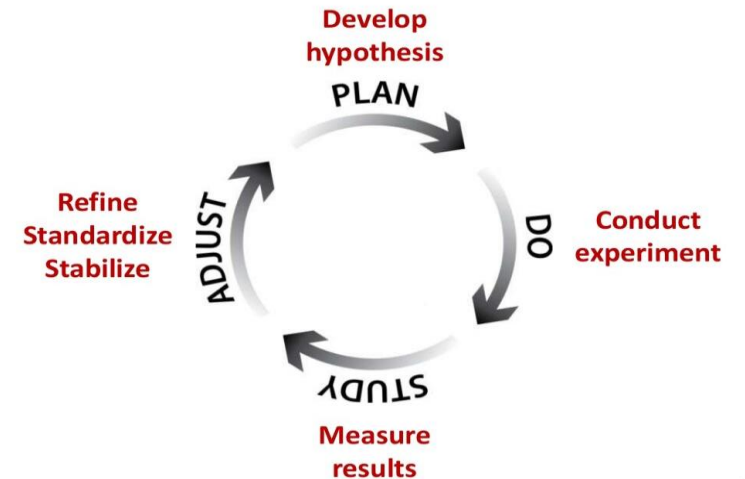 Develop
hypothesis
PLAN
DO
Conduct
experiment
STUDY
Measure
results
ADJUST
Refine
Standardize
Stabilize